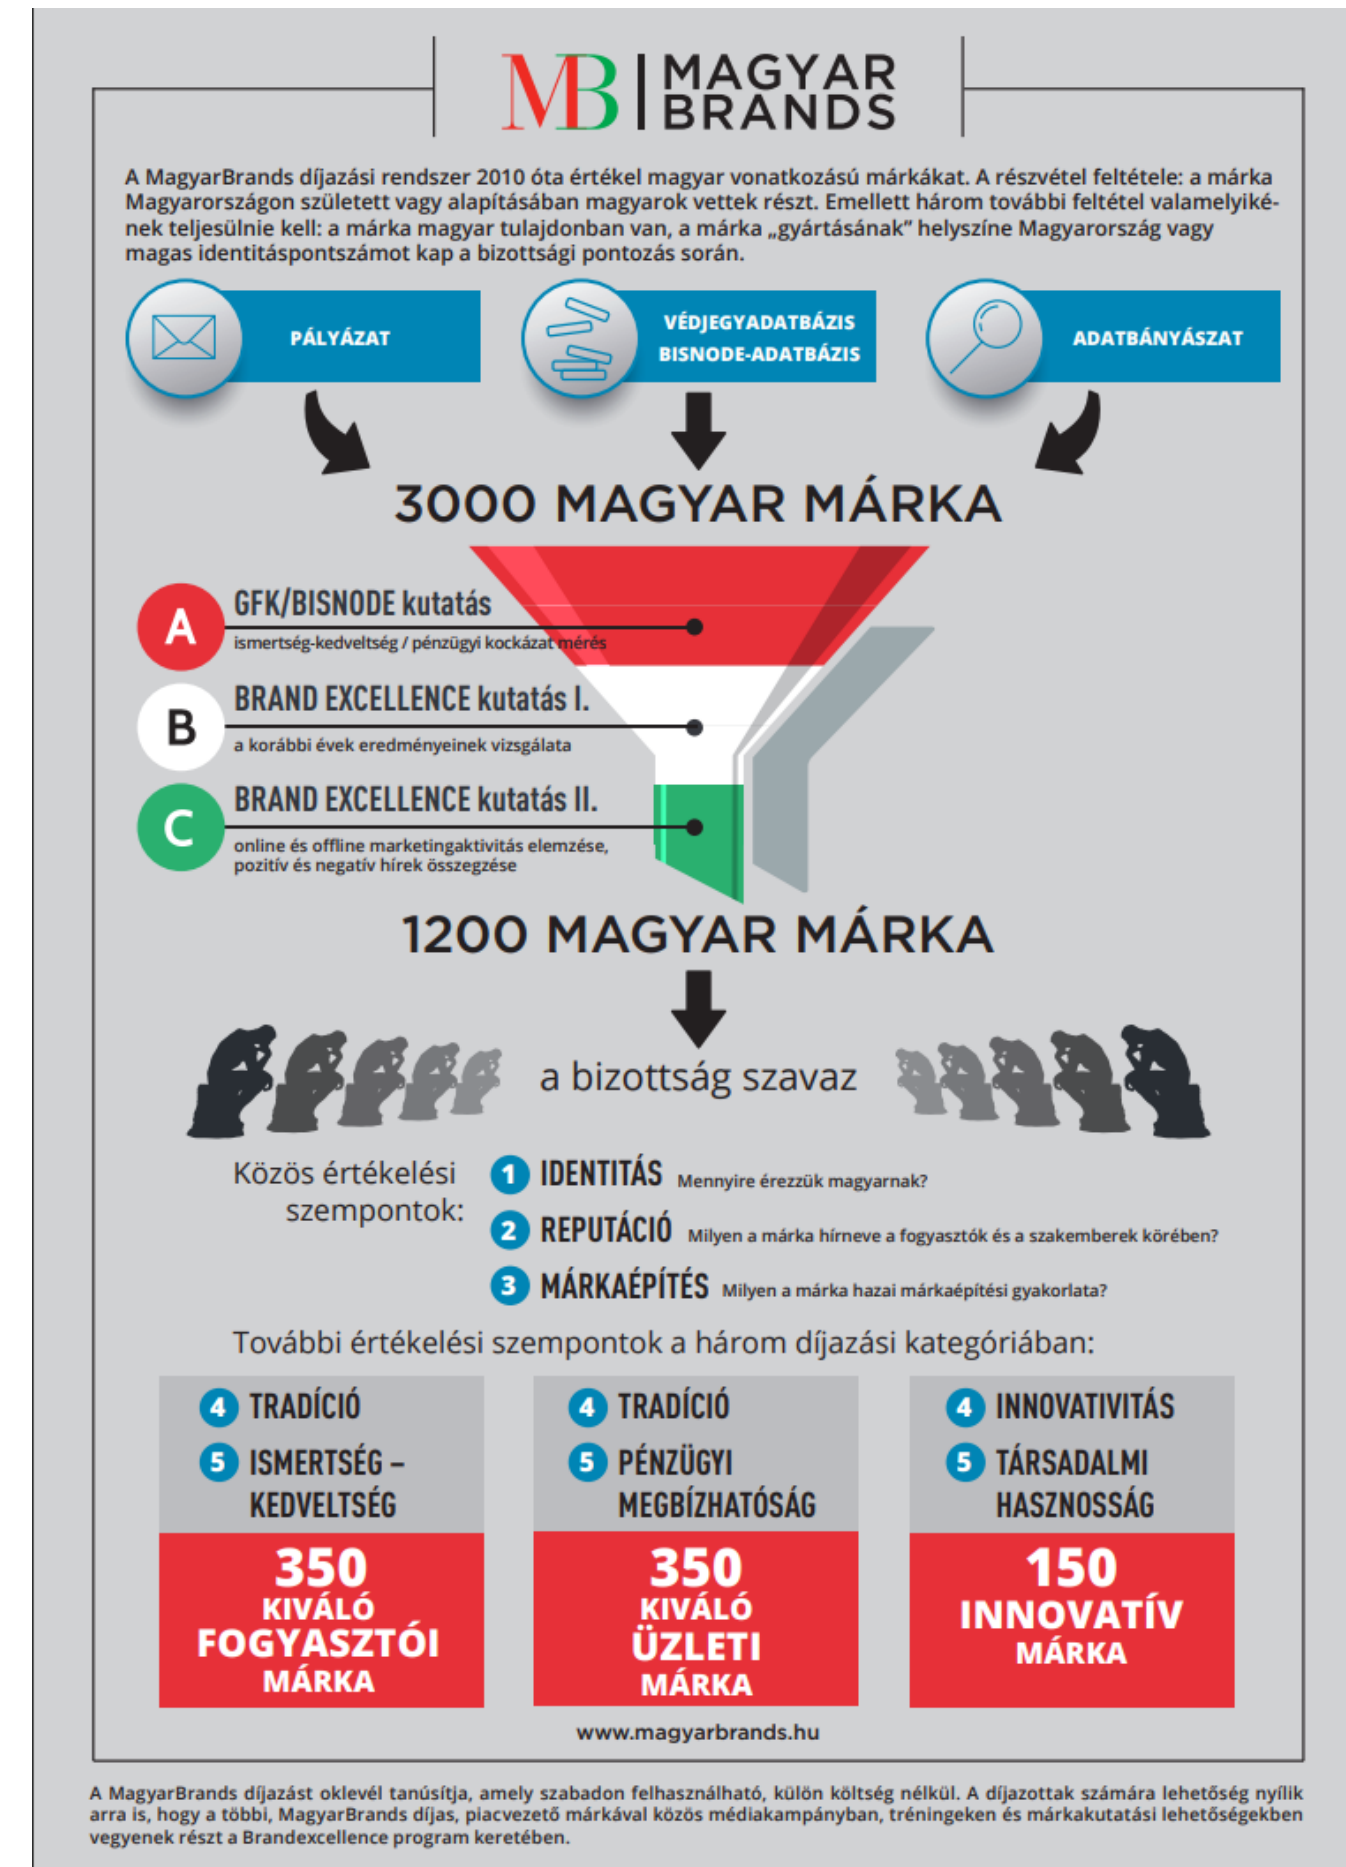 MB | MAGYAR
BRANDS
A MagyarBrands díjazási rendszer 2010 óta értékel magyar vonatkozású márkákat. A részvétel feltétele: a márka
Magyarországon született vagy alapításában magyarok vettek részt. Emellett három további feltétel valamelyiké-
nek teljesülnie kell: a márka magyar tulajdonban van, a márka „gyártásának” helyszíne Magyarország vagy
magas identitáspontszámot kap a bizottsági pontozás során.
PÁLYÁZAT
VÉDJEGYADATBÁZIS
BISNODE-ADATBÁZIS
ADATBÁNYÁSZAT
3000 MAGYAR MÁRKA
A
GFK/BISNODE kutatás
ismertség-kedveltség / pénzügyi kockázat mérés
B
BRAND EXCELLENCE kutatás I.
a korábbi évek eredményeinek vizsgálata
C
BRAND EXCELLENCE kutatás II.
online és offline marketingaktivitás elemzése,
pozitív és negatív hírek összegzése
1200 MAGYAR MÁRKA
a bizottság szavaz
Közös értékelési
szempontok:
1 IDENTITÁS Mennyire érezzük magyarnak?
2 REPUTÁCIÓ Milyen a márka hírneve a fogyasztók és a szakemberek körében?
3 MÁRKAÉPÍTÉS Milyen a márka hazai márkaépítési gyakorlata?
További értékelési szempontok a három díjazási kategóriában:
4 TRADÍCIÓ
5 ISMERTSÉG –
KEDVELTSÉG
350
KIVÁLÓ
FOGYASZTÓI
MÁRKA
4 TRADÍCIÓ
5 PÉNZÜGYI
MEGBÍZHATÓSÁG
350
KIVÁLÓ
ÜZLETI
MÁRKA
4 INNOVATIVITÁS
5 TÁRSADALMI
HASZNOSSÁG
150
INNOVATÍV
MÁRKA
www.magyarbrands.hu
A MagyarBrands díjazást oklevél tanúsítja, amely szabadon felhasználható, külön költség nélkül. A díjazottak számára lehetőség nyílik
arra is, hogy a többi, MagyarBrands díjas, piacvezető márkával közös médiakampányban, tréningeken és márkakutatási lehetőségekben
vegyenek részt a Brandexcellence program keretében.